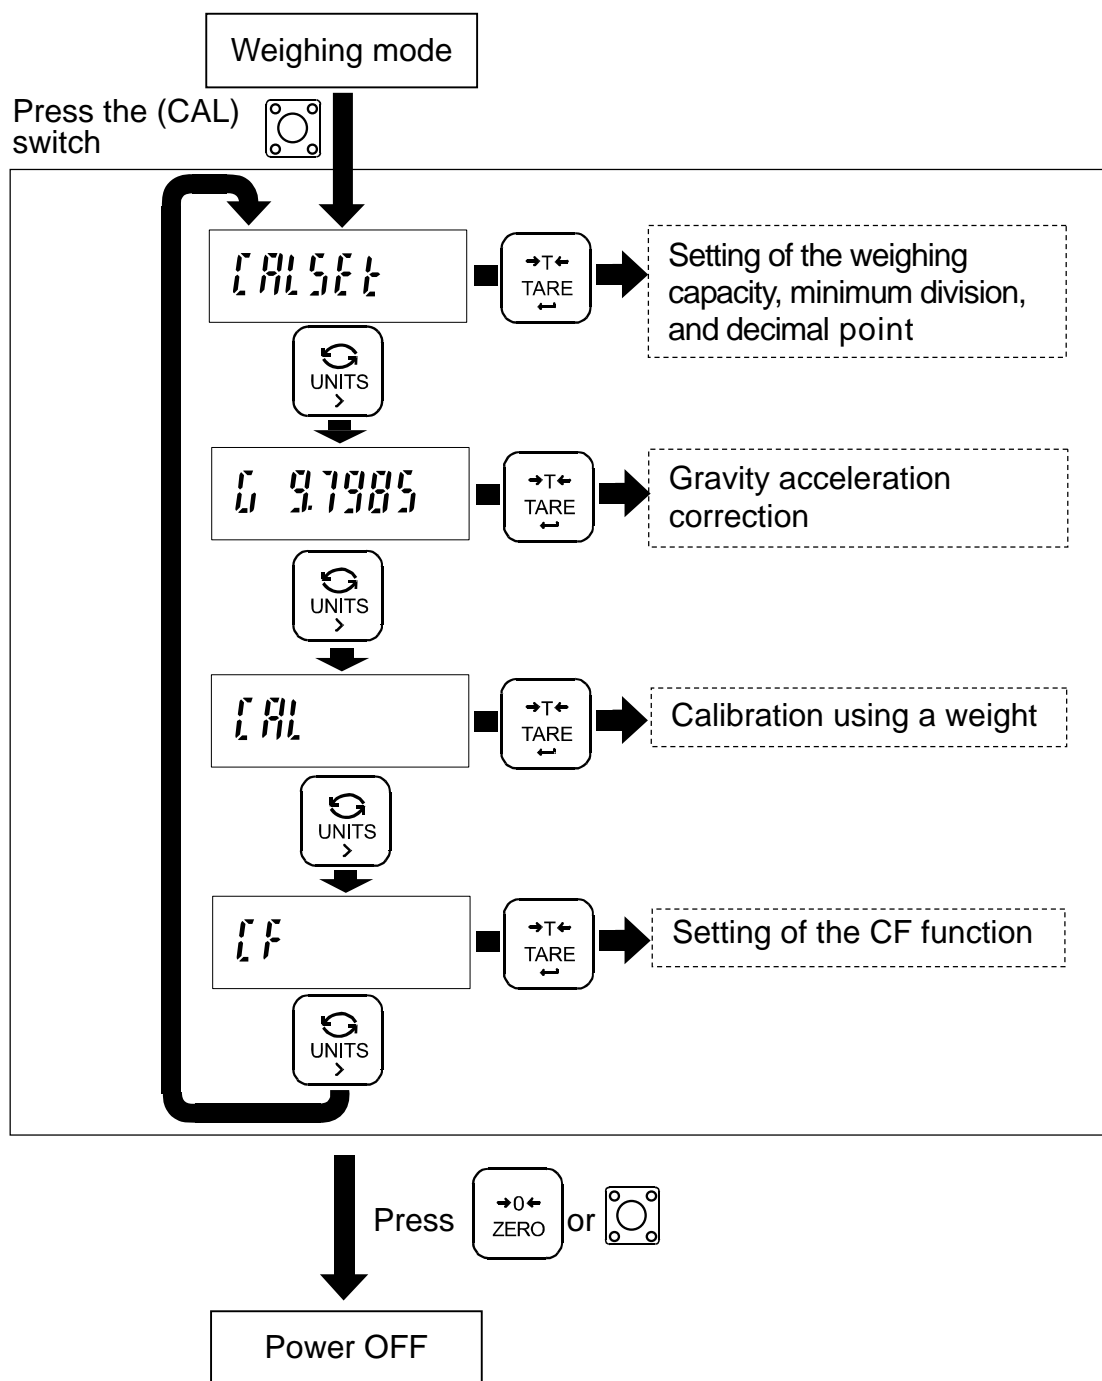 Weighing mode
Press the (CAL)
switch
CALSEt
→T←
TARE
Setting of the weighing
capacity, minimum division,
and decimal point
UNITS
>
G 9.7985
→T←
TARE
Gravity acceleration
correction
UNITS
>
CAL
→T←
TARE
Calibration using a weight
UNITS
>
CF
→T←
TARE
Setting of the CF function
UNITS
>
Press →0← ZERO or
Power OFF